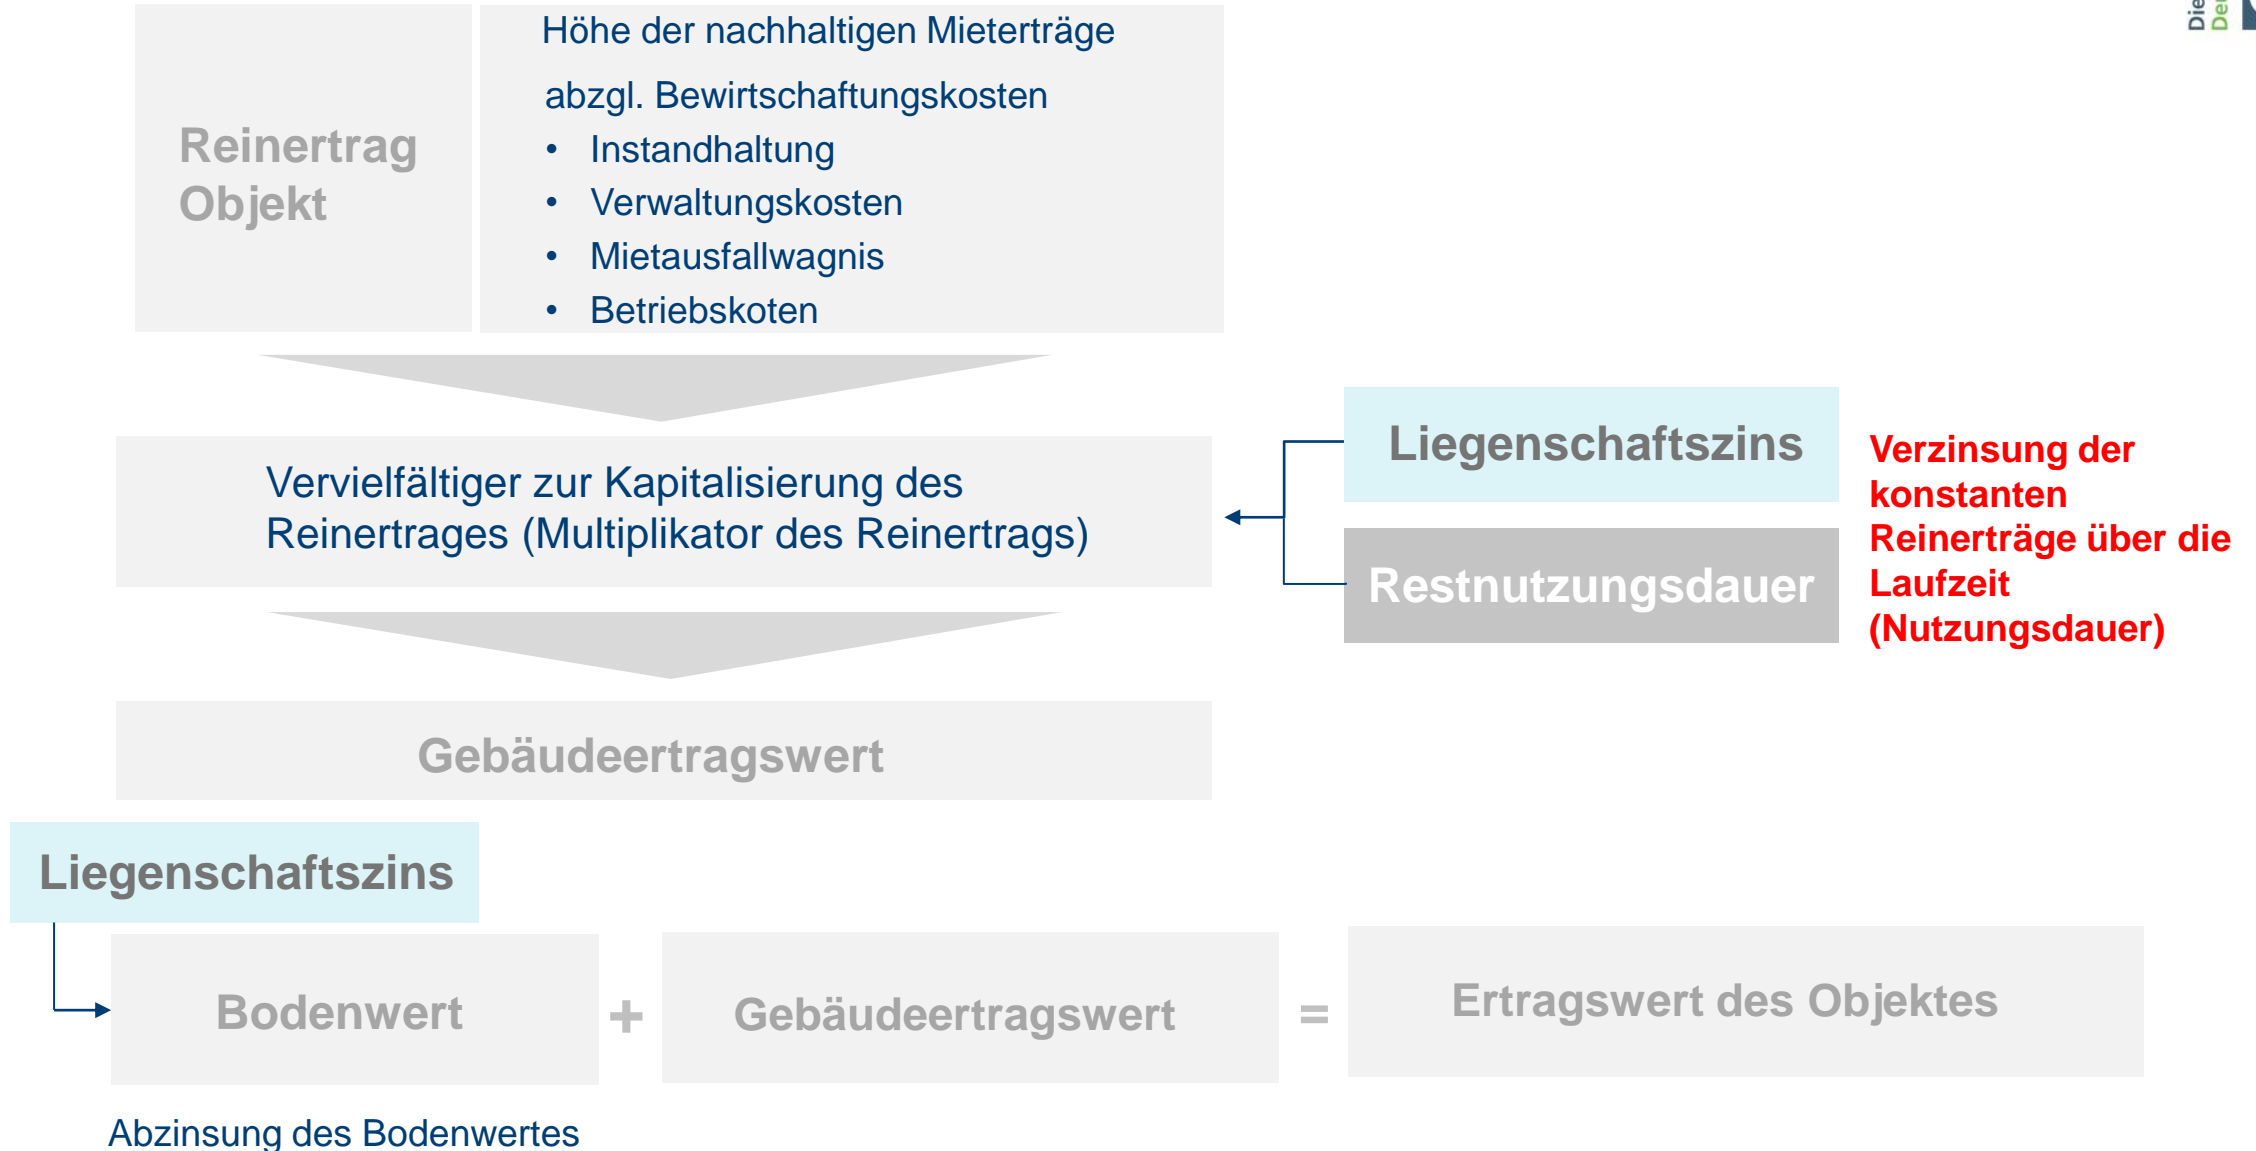 Höhe der nachhaltigen Mieterträge
abzgl. Bewirtschaftungskosten
• Instandhaltung
• Verwaltungskosten
• Mietausfallwagnis
• Betriebskoten
Reinertrag
Objekt
Vervielfältiger zur Kapitalisierung des
Reinertrages (Multiplikator des Reinertrags)
Liegenschaftszins
Restnutzungsdauer
Verzinsung der
konstanten
Reinerträge über die
Laufzeit
(Nutzungsdauer)
Gebäudeertragswert
Liegenschaftszins
Bodenwert
+
Gebäudeertragswert
=
Ertragswert des Objektes
Abzinsung des Bodenwertes
Die